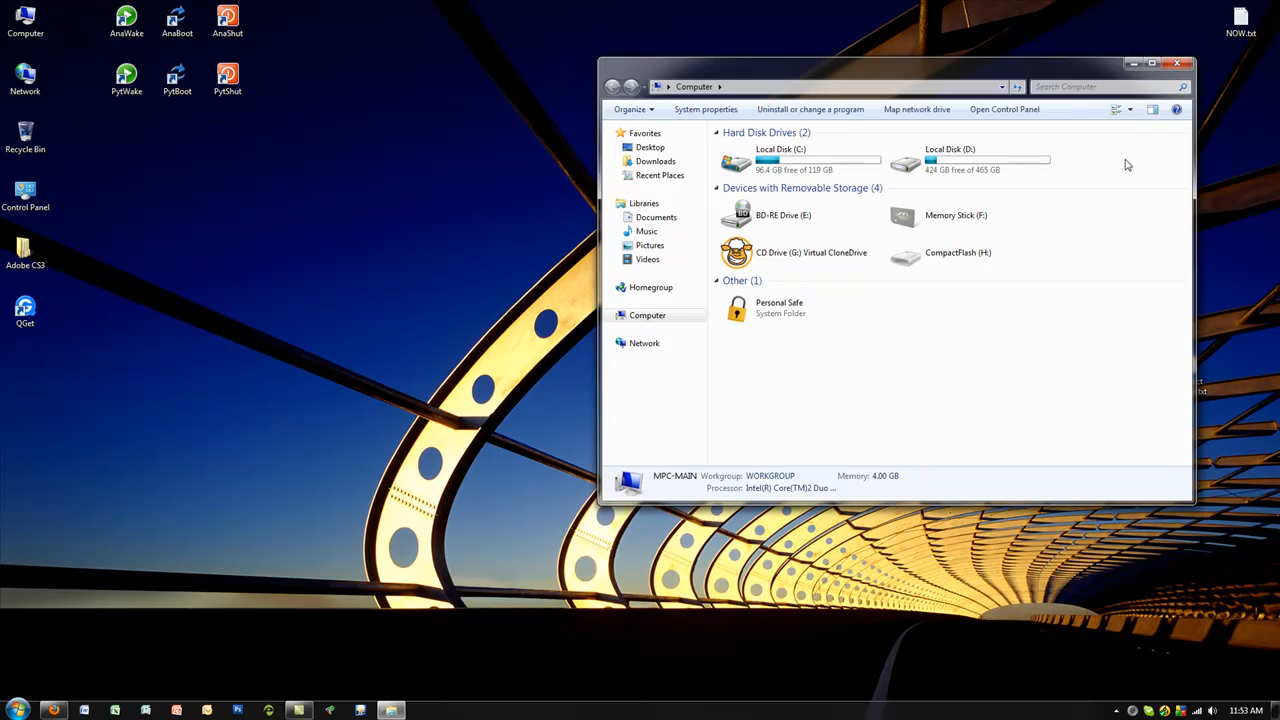 Computer
AnaWake
AnaBoot
AnaShut
NOW.txt
Network
PytWake
PytBoot
PytShut
Recycle Bin
Control Panel
Adobe CS3
QGet
Computer
Search Computer
Organize
System properties
Uninstall or change a program
Map network drive
Open Control Panel
Favorites
Desktop
Downloads
Recent Places
Libraries
Documents
Music
Pictures
Videos
Homegroup
Computer
Network
Hard Disk Drives (2)
Local Disk (C:)
96.4 GB free of 119 GB
Local Disk (D:)
424 GB free of 465 GB
Devices with Removable Storage (4)
BD
BD-RE Drive (E:)
Memory Stick (F:)
CD Drive (G:) Virtual CloneDrive
CompactFlash (H:)
Other (1)
Personal Safe
System Folder
MPC-MAIN Workgroup: WORKGROUP Memory: 4.00 GB
Processor: Intel(R) Core(TM)2 Duo ...
11:53 AM